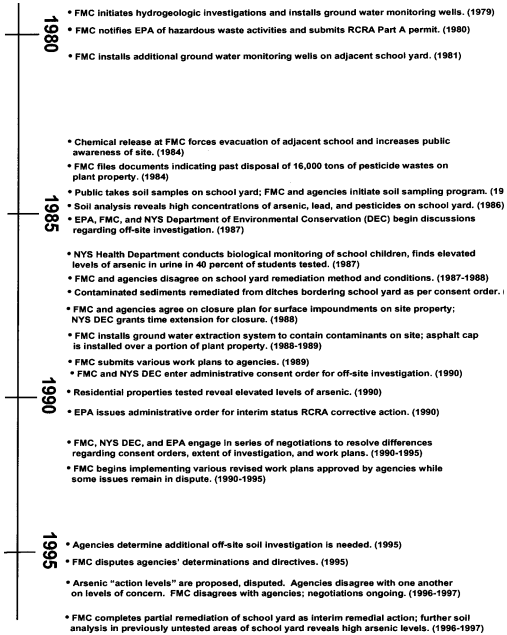 • FMC initiates hydrogeologic investigations and installs ground water monitoring wells. (1979)
1980
• FMC notifies EPA of hazardous waste activities and submits RCRA Part A permit. (1980)
• FMC installs additional ground water monitoring wells on adjacent school yard. (1981)
• Chemical release at FMC forces evacuation of adjacent school and increases public
awareness of site. (1984)
• FMC files documents indicating past disposal of 16,000 tons of pesticide wastes on
plant property. (1984)
• Public takes soil samples on school yard; FMC and agencies initiate soil sampling program. (19
1985
• Soil analysis reveals high concentrations of arsenic, lead, and pesticides on school yard. (1986)
• EPA, FMC, and NYS Department of Environmental Conservation (DEC) begin discussions
regarding off-site investigation. (1987)
• NYS Health Department conducts biological monitoring of school children, finds elevated
levels of arsenic in urine in 40 percent of students tested. (1987)
• FMC and agencies disagree on school yard remediation method and conditions. (1987-1988)
• Contaminated sediments remediated from ditches bordering school yard as per consent order. (
• FMC and agencies agree on closure plan for surface impoundments on site property;
NYS DEC grants time extension for closure. (1988)
• FMC installs ground water extraction system to contain contaminants on site; asphalt cap
is installed over a portion of plant property. (1988-1989)
• FMC submits various work plans to agencies. (1989)
• FMC and NYS DEC enter administrative consent order for off-site investigation. (1990)
1990
• Residential properties tested reveal elevated levels of arsenic. (1990)
• EPA issues administrative order for interim status RCRA corrective action. (1990)
• FMC, NYS DEC, and EPA engage in series of negotiations to resolve differences
regarding consent orders, extent of investigation, and work plans. (1990-1995)
• FMC begins implementing various revised work plans approved by agencies while
some issues remain in dispute. (1990-1995)
1995
• Agencies determine additional off-site soil investigation is needed. (1995)
• FMC disputes agencies' determinations and directives. (1995)
• Arsenic “action levels” are proposed, disputed. Agencies disagree with one another
on levels of concern. FMC disagrees with agencies; negotiations ongoing. (1996-1997)
• FMC completes partial remediation of school yard as interim remedial action; further soil
analysis in previously untested areas of school yard reveals high arsenic levels. (1996-1997)